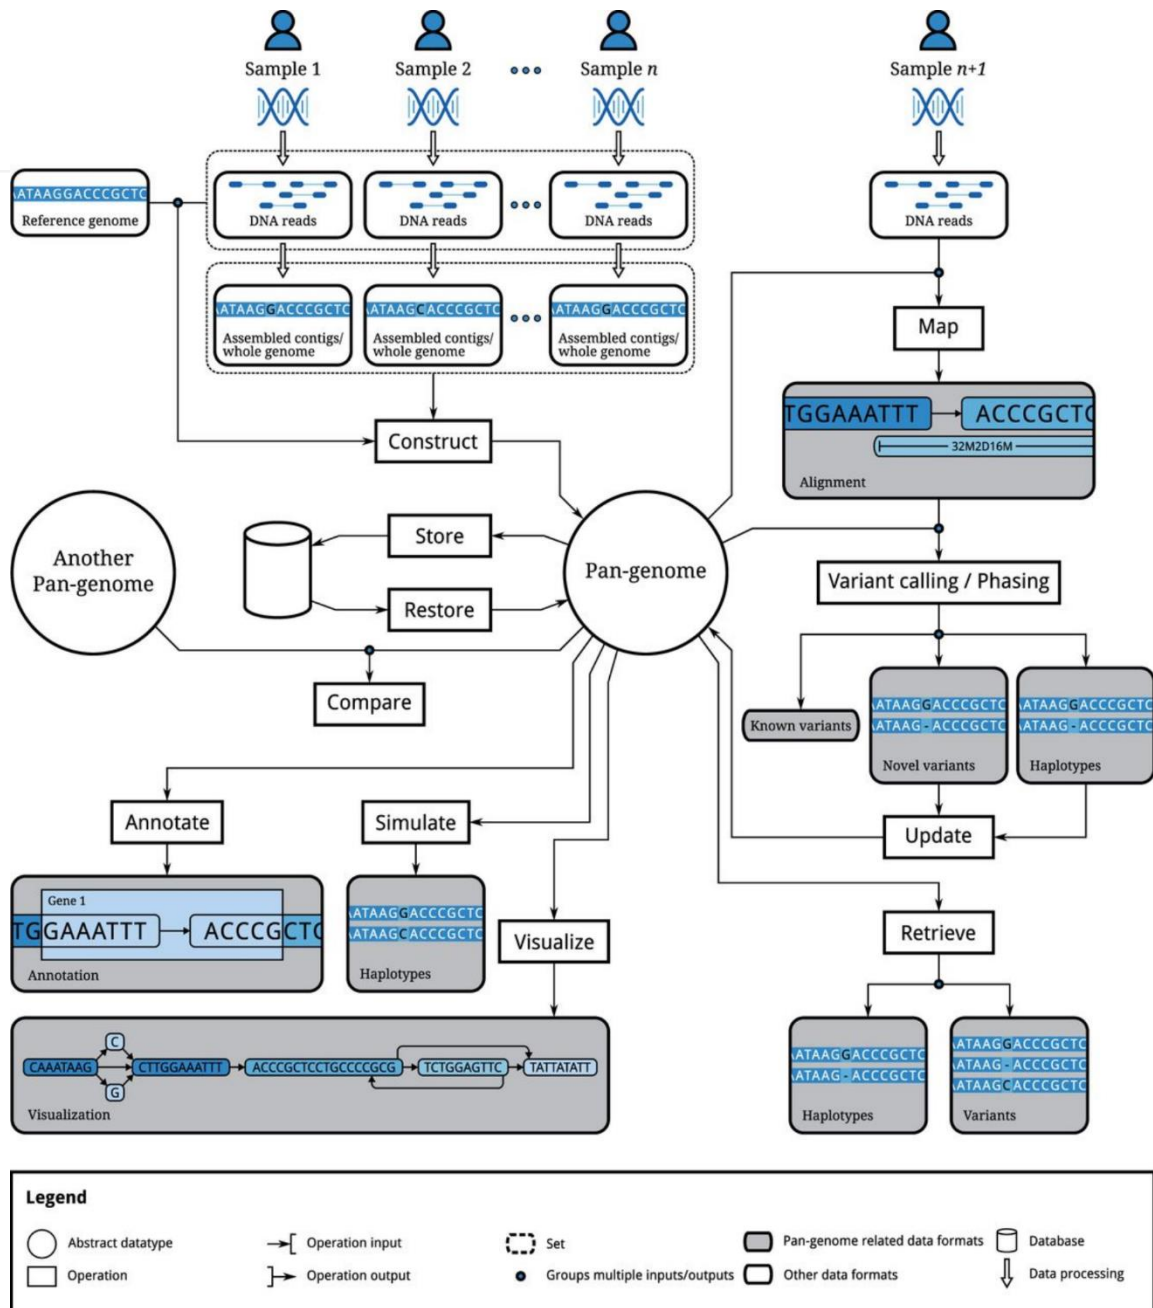 Sample 1
Sample 2
Sample n
Sample n+1
ATAAGGACCCGCTC
Reference genome
DNA reads
DNA reads
DNA reads
DNA reads
ATAAGGACCCGCTC
Assembled contigs/
whole genome
ATAAGCACCCGCTC
Assembled contigs/
whole genome
ATAAGGACCCGCTC
Assembled contigs/
whole genome
Map
TGGAAATTT
ACCCGCTC
32M2D16M
Alignment
Construct
Another
Pan-genome
Store
Restore
Pan-genome
Variant calling / Phasing
Compare
Known variants
ATAAGGACCCGCTC
ATAAG-ACCCGCTC
Novel variants
ATAAGGACCCGCTC
ATAAG-ACCCGCTC
Haplotypes
Update
Annotate
Simulate
Gene 1
TGGAAATTT
ACCCGCTC
Annotation
ATAAGGACCCGCTC
ATAAGCACCCGCTC
Haplotypes
Visualize
Retrieve
CAAATAAG
C
G
CTTGGAAATTT
ACCCGCTCCTGCCCCGCG
TCTGGAGTTC
TATTATATT
Visualization
ATAAGGACCCGCTC
ATAAG-ACCCGCTC
Haplotypes
ATAAGGACCCGCTC
ATAAG-ACCCGCTC
ATAAGCACCCGCTC
Variants
Legend
Abstract datatype
Operation input
Set
Pan-genome related data formats
Database
Operation
Operation output
Groups multiple inputs/outputs
Other data formats
Data processing